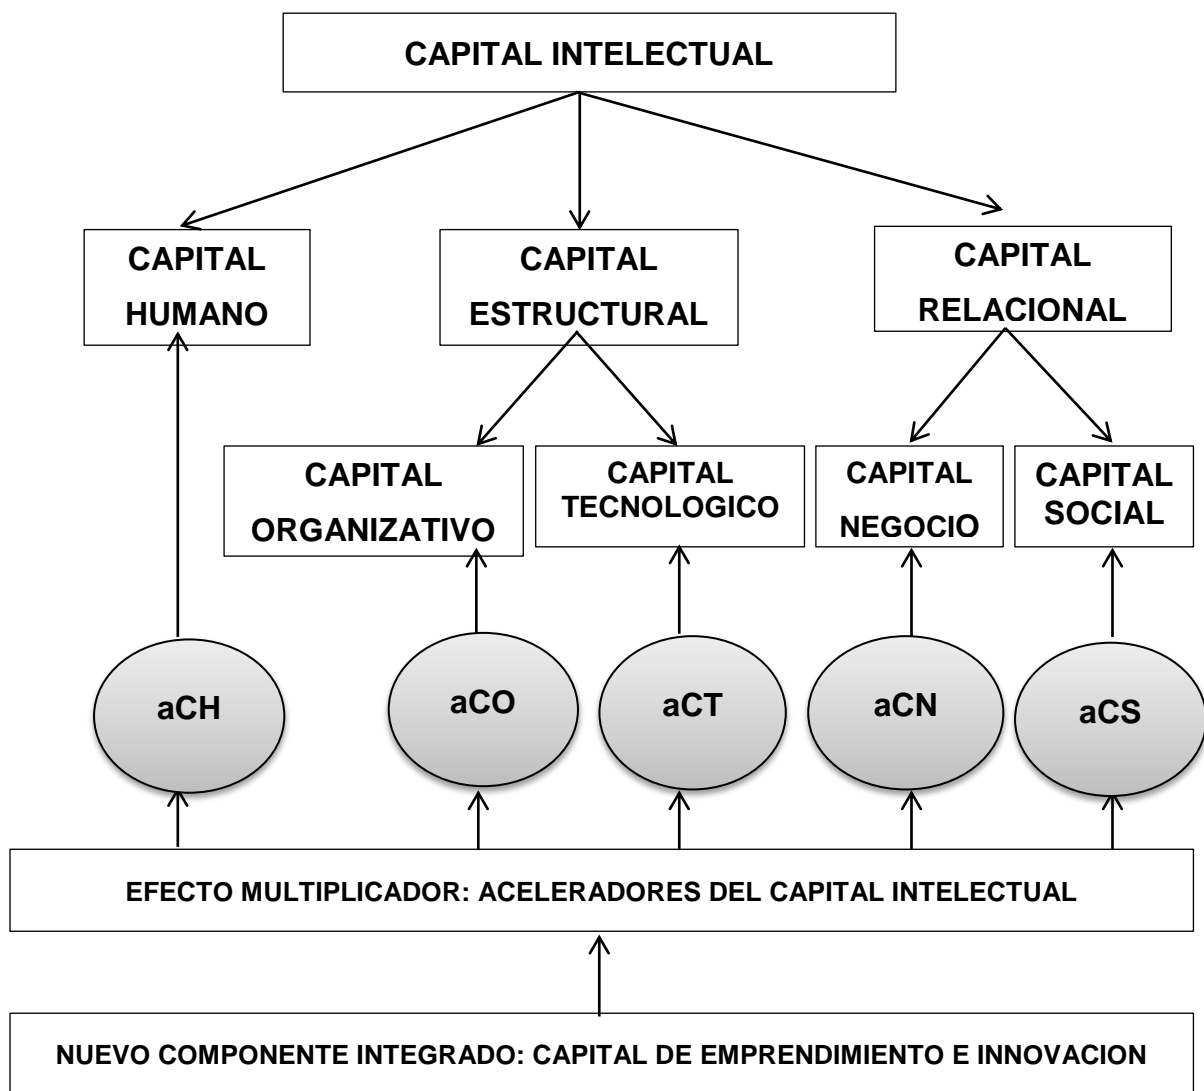 CAPITAL INTELECTUAL
CAPITAL
HUMANO
CAPITAL
ESTRUCTURAL
CAPITAL
RELACIONAL
CAPITAL
ORGANIZATIVO
CAPITAL
TECNOLOGICO
CAPITAL
NEGOCIO
CAPITAL
SOCIAL
aCH
aCO
aCT
aCN
aCS
EFECTO MULTIPLICADOR: ACELERADORES DEL CAPITAL INTELECTUAL
NUEVO COMPONENTE INTEGRADO: CAPITAL DE EMPRENDIMIENTO E INNOVACION